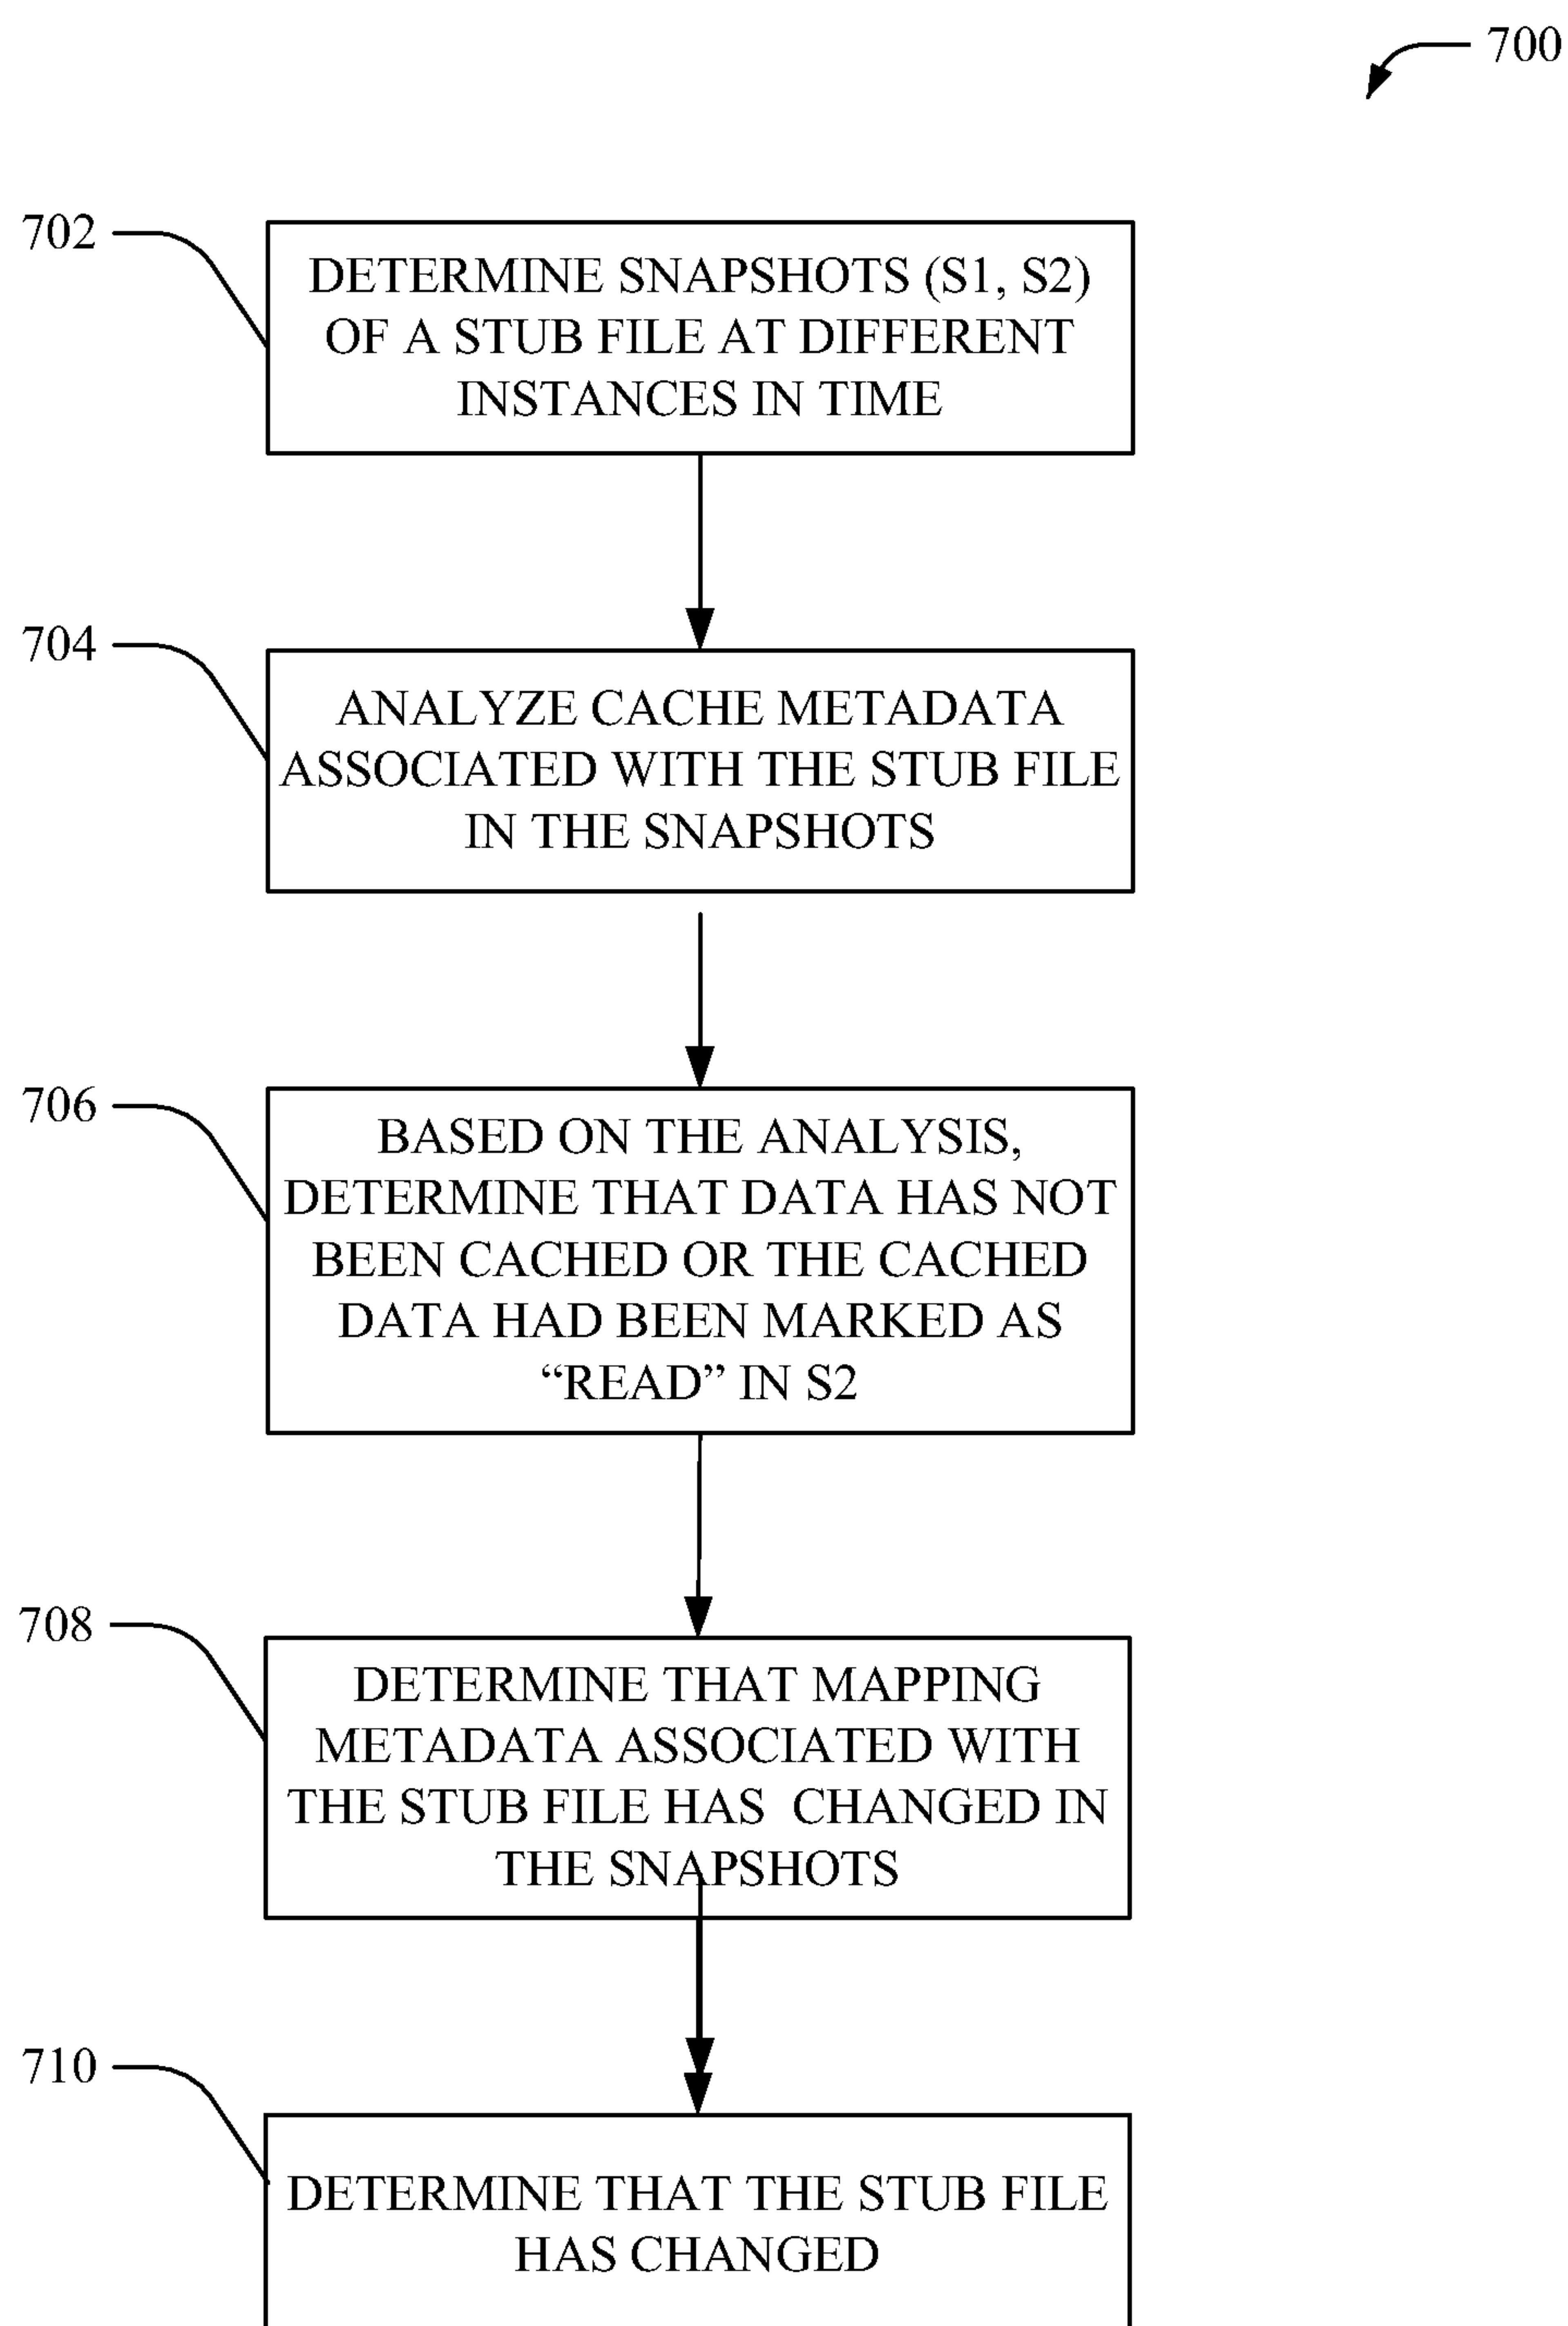 700
702
DETERMINE SNAPSHOTS (S1, S2)
OF A STUB FILE AT DIFFERENT
INSTANCES IN TIME
704
ANALYZE CACHE METADATA
ASSOCIATED WITH THE STUB FILE
IN THE SNAPSHOTS
706
BASED ON THE ANALYSIS,
DETERMINE THAT DATA HAS NOT
BEEN CACHED OR THE CACHED
DATA HAD BEEN MARKED AS
“READ” IN S2
708
DETERMINE THAT MAPPING
METADATA ASSOCIATED WITH
THE STUB FILE HAS  CHANGED IN
THE SNAPSHOTS
710
DETERMINE THAT THE STUB FILE
HAS CHANGED